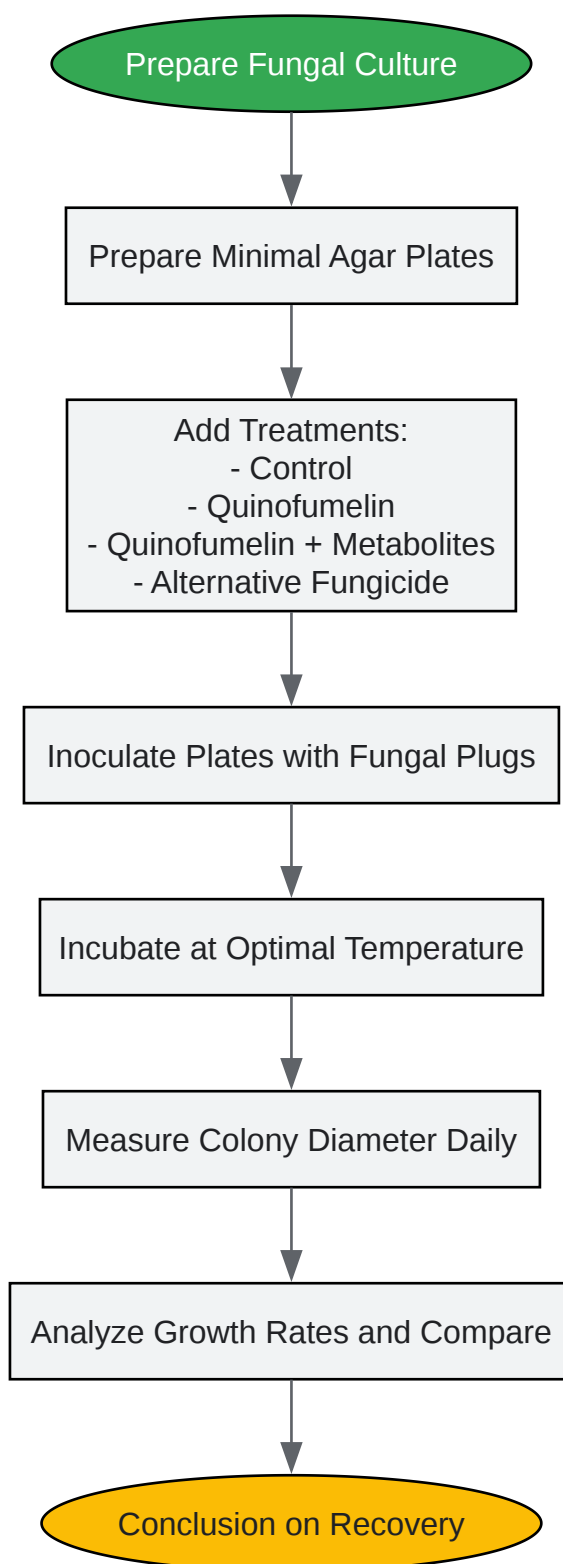 Prepare Fungal Culture
Prepare Minimal Agar Plates
Add Treatments:
- Control
- Quinofumelin
- Quinofumelin + Metabolites
- Alternative Fungicide
Inoculate Plates with Fungal Plugs
Incubate at Optimal Temperature
Measure Colony Diameter Daily
Analyze Growth Rates and Compare
Conclusion on Recovery